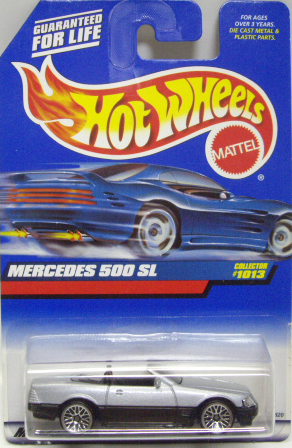 GUARANTEED
FOR LIFE
FOR AGES
OVER 3 YEARS.
DIE CAST METAL &
PLASTIC PARTS.
HOT WHEELS
MATTEL
®
MERCEDES 500 SL
COLLECTOR
#1013